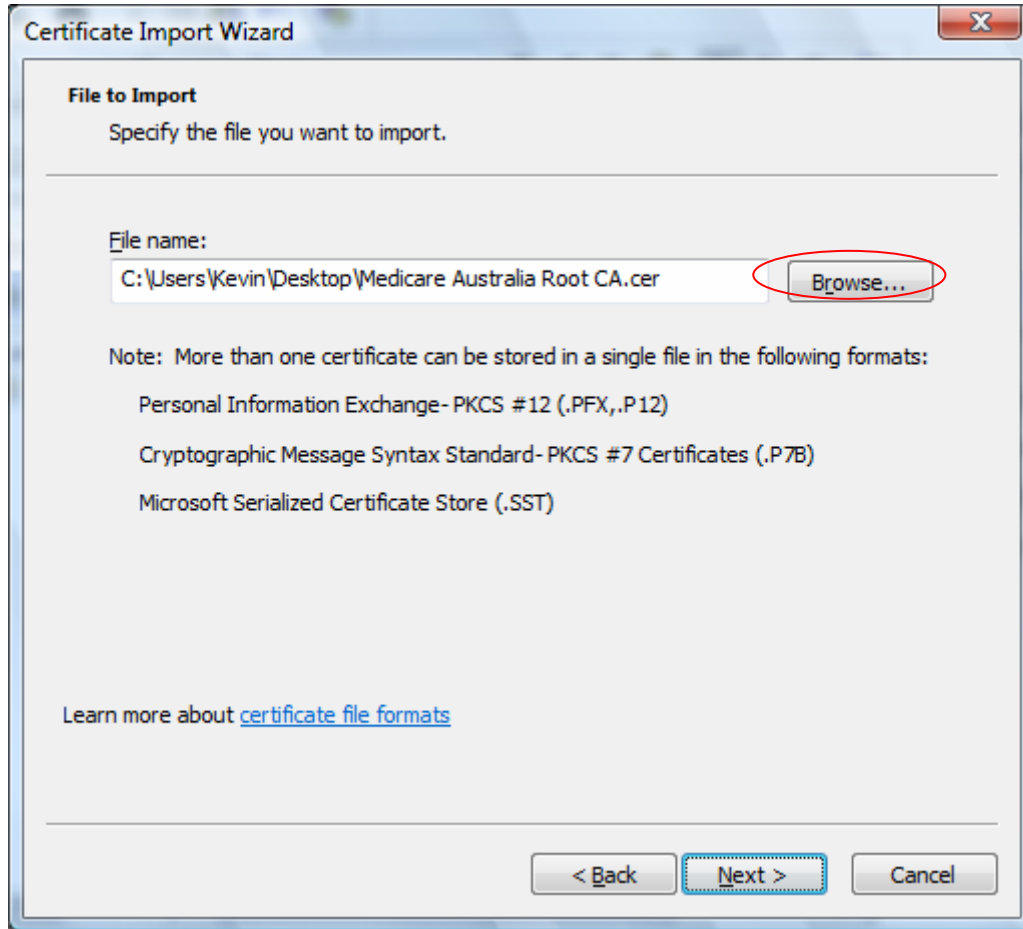 Certificate Import Wizard
File to Import
Specify the file you want to import.
File name:
C:\Users\Kevin\Desktop\Medicare Australia Root CA.cer
Browse...
Note: More than one certificate can be stored in a single file in the following formats:
Personal Information Exchange- PKCS #12 (.PFX,.P12)
Cryptographic Message Syntax Standard- PKCS #7 Certificates (.P7B)
Microsoft Serialized Certificate Store (.SST)
Learn more about certificate file formats
< Back
Next >
Cancel